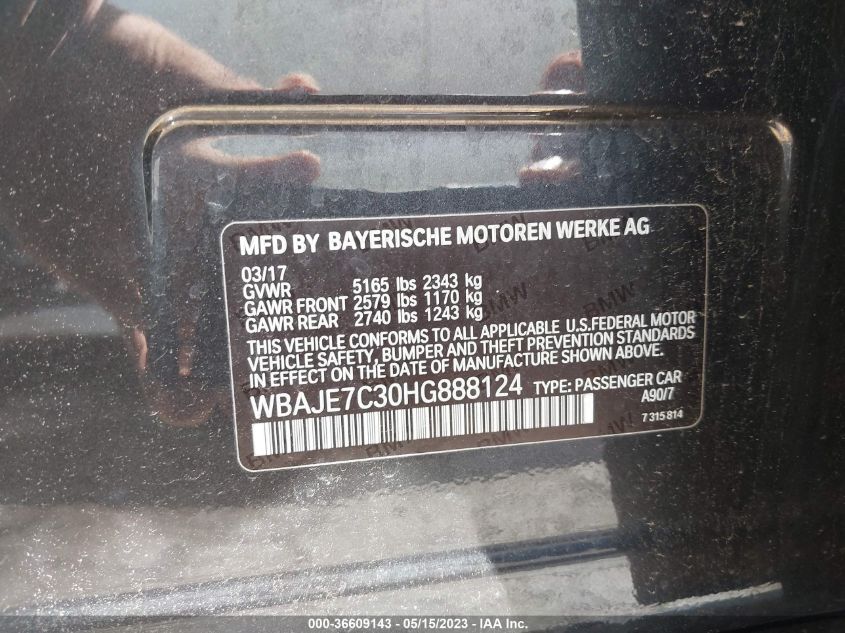 MFD BY BAYERISCHE MOTOREN WERKE AG
03/17
GVWR 5165 lbs 2343 kg
GAWR FRONT 2579 lbs 1170 kg
GAWR REAR 2740 lbs 1243 kg
THIS VEHICLE CONFORMS TO ALL APPLICABLE U.S.FEDERAL MOTOR
VEHICLE SAFETY, BUMPER AND THEFT PREVENTION STANDARDS
IN EFFECT ON THE DATE OF MANUFACTURE SHOWN ABOVE.
WBAJE7C30HG888124 TYPE: PASSENGER CAR
A90/7
7 315 814
000-36609143 - 05/15/2023 - IAA Inc.